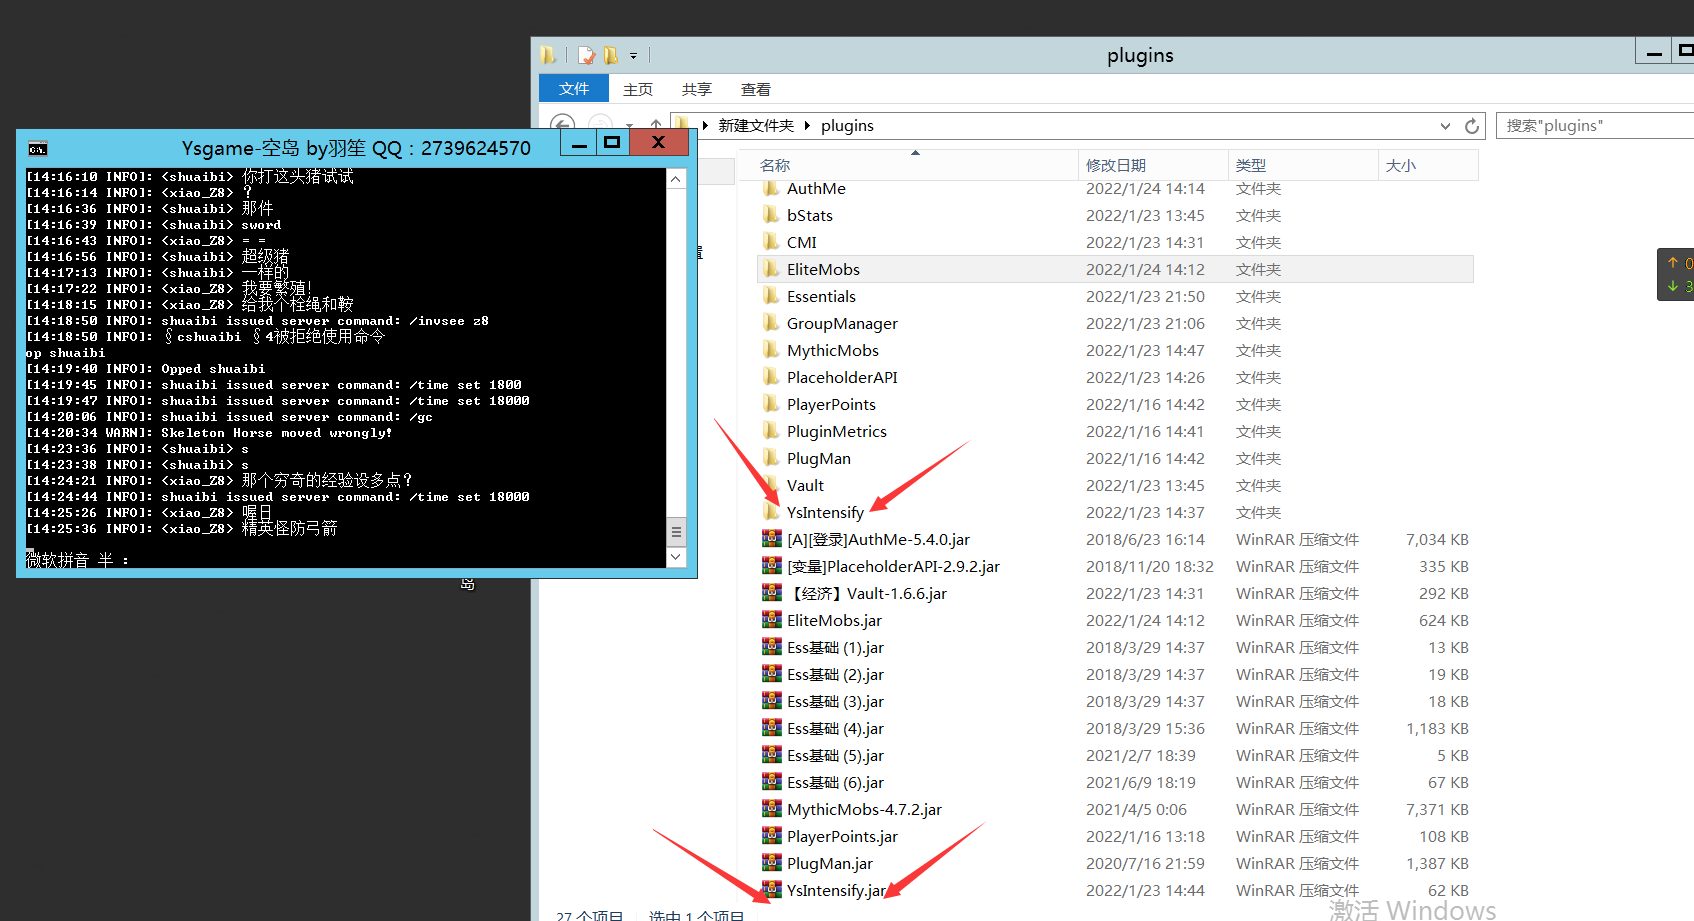 plugins
文件 主页 共享 查看
新建文件夹 plugins
搜索"plugins"
名称 修改日期 类型 大小
AuthMe 2022/1/24 14:14 文件夹
bStats 2022/1/23 13:45 文件夹
CMI 2022/1/23 14:31 文件夹
EliteMobs 2022/1/24 14:12 文件夹
Essentials 2022/1/23 21:50 文件夹
GroupManager 2022/1/23 21:06 文件夹
MythicMobs 2022/1/23 14:47 文件夹
PlaceholderAPI 2022/1/23 14:26 文件夹
PlayerPoints 2022/1/16 14:42 文件夹
PluginMetrics 2022/1/16 14:41 文件夹
PlugMan 2022/1/16 14:42 文件夹
Vault 2022/1/23 13:45 文件夹
YsIntensify 2022/1/23 14:37 文件夹
[A][登录]AuthMe-5.4.0.jar 2018/6/23 16:14 WinRAR 压缩文件 7,034 KB
[变量]PlaceholderAPI-2.9.2.jar 2018/11/20 18:32 WinRAR 压缩文件 335 KB
【经济】Vault-1.6.6.jar 2022/1/23 14:31 WinRAR 压缩文件 292 KB
EliteMobs.jar 2022/1/24 14:12 WinRAR 压缩文件 624 KB
Ess基础 (1).jar 2018/3/29 14:37 WinRAR 压缩文件 13 KB
Ess基础 (2).jar 2018/3/29 14:37 WinRAR 压缩文件 19 KB
Ess基础 (3).jar 2018/3/29 14:37 WinRAR 压缩文件 18 KB
Ess基础 (4).jar 2018/3/29 15:36 WinRAR 压缩文件 1,183 KB
Ess基础 (5).jar 2021/2/7 18:39 WinRAR 压缩文件 5 KB
Ess基础 (6).jar 2021/6/9 18:19 WinRAR 压缩文件 67 KB
MythicMobs-4.7.2.jar 2021/4/5 0:06 WinRAR 压缩文件 7,371 KB
PlayerPoints.jar 2022/1/16 13:18 WinRAR 压缩文件 108 KB
PlugMan.jar 2020/7/16 21:59 WinRAR 压缩文件 1,387 KB
YsIntensify.jar 2022/1/23 14:44 WinRAR 压缩文件 62 KB
27 个项目 选中 1 个项目
激活 Windows
Ysgame-空岛 by羽笙 QQ：2739624570
[14:16:10 INFO]: <shuaibi> 你打这头猪试试
[14:16:14 INFO]: <xiao_Z8> ?
[14:16:36 INFO]: <shuaibi> 那件
[14:16:39 INFO]: <shuaibi> sword
[14:16:43 INFO]: <xiao_Z8> = =
[14:16:56 INFO]: <shuaibi> 超级猪
[14:17:13 INFO]: <shuaibi> 一样的
[14:17:22 INFO]: <xiao_Z8> 我要繁殖!
[14:18:15 INFO]: <xiao_Z8> 给我个栓绳和鞍
[14:18:50 INFO]: shuaibi issued server command: /invsee z8
[14:18:50 INFO]: §cshuaibi §4被拒绝使用命令
op shuaibi
[14:19:40 INFO]: Opped shuaibi
[14:19:45 INFO]: shuaibi issued server command: /time set 1800
[14:19:47 INFO]: shuaibi issued server command: /time set 18000
[14:20:06 INFO]: shuaibi issued server command: /gc
[14:20:34 WARN]: Skeleton Horse moved wrongly!
[14:23:36 INFO]: <shuaibi> s
[14:23:38 INFO]: <shuaibi> s
[14:24:21 INFO]: <xiao_Z8> 那个穷奇的经验设多点?
[14:24:44 INFO]: shuaibi issued server command: /time set 18000
[14:25:26 INFO]: <xiao_Z8> 喔日
[14:25:36 INFO]: <xiao_Z8> 精英怪防弓箭
微软拼音 半 :
岛